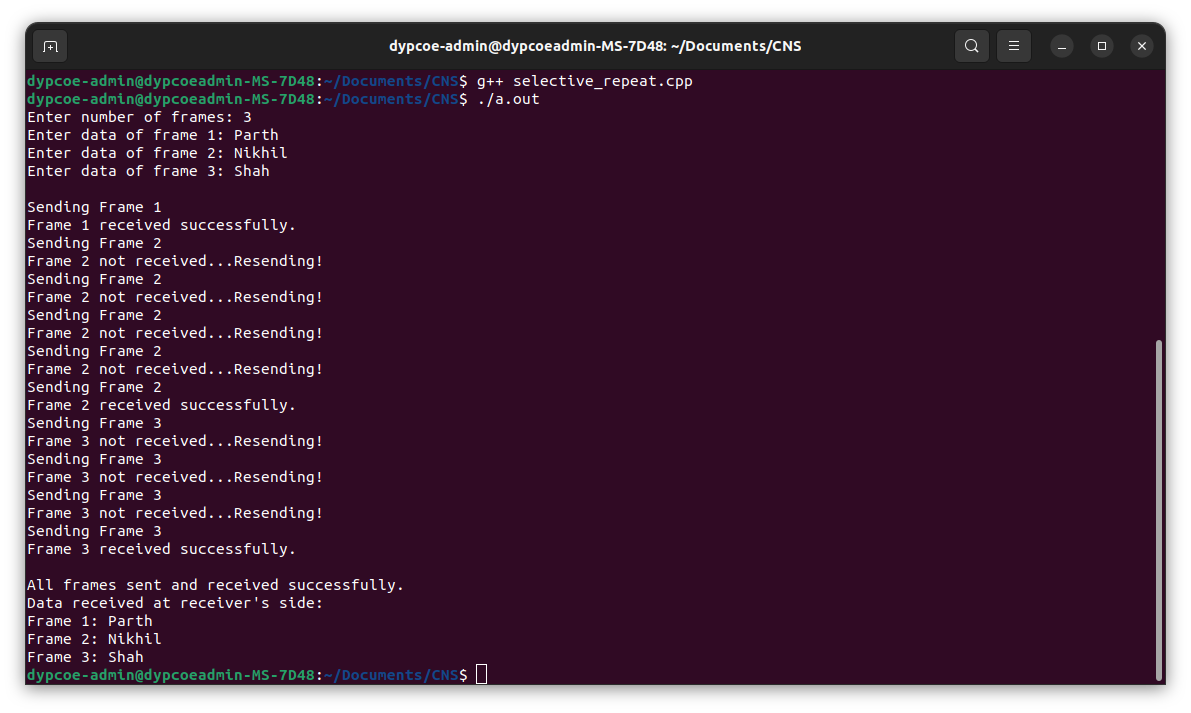 dypcoe-admin@dypcoeadmin-MS-7D48: ~/Documents/CNS
dypcoe-admin@dypcoeadmin-MS-7D48:~/Documents/CNS$ g++ selective_repeat.cpp
dypcoe-admin@dypcoeadmin-MS-7D48:~/Documents/CNS$ ./a.out
Enter number of frames: 3
Enter data of frame 1: Parth
Enter data of frame 2: Nikhil
Enter data of frame 3: Shah

Sending Frame 1
Frame 1 received successfully.
Sending Frame 2
Frame 2 not received...Resending!
Sending Frame 2
Frame 2 not received...Resending!
Sending Frame 2
Frame 2 not received...Resending!
Sending Frame 2
Frame 2 not received...Resending!
Sending Frame 2
Frame 2 received successfully.
Sending Frame 3
Frame 3 not received...Resending!
Sending Frame 3
Frame 3 not received...Resending!
Sending Frame 3
Frame 3 not received...Resending!
Sending Frame 3
Frame 3 received successfully.

All frames sent and received successfully.
Data received at receiver's side:
Frame 1: Parth
Frame 2: Nikhil
Frame 3: Shah
dypcoe-admin@dypcoeadmin-MS-7D48:~/Documents/CNS$